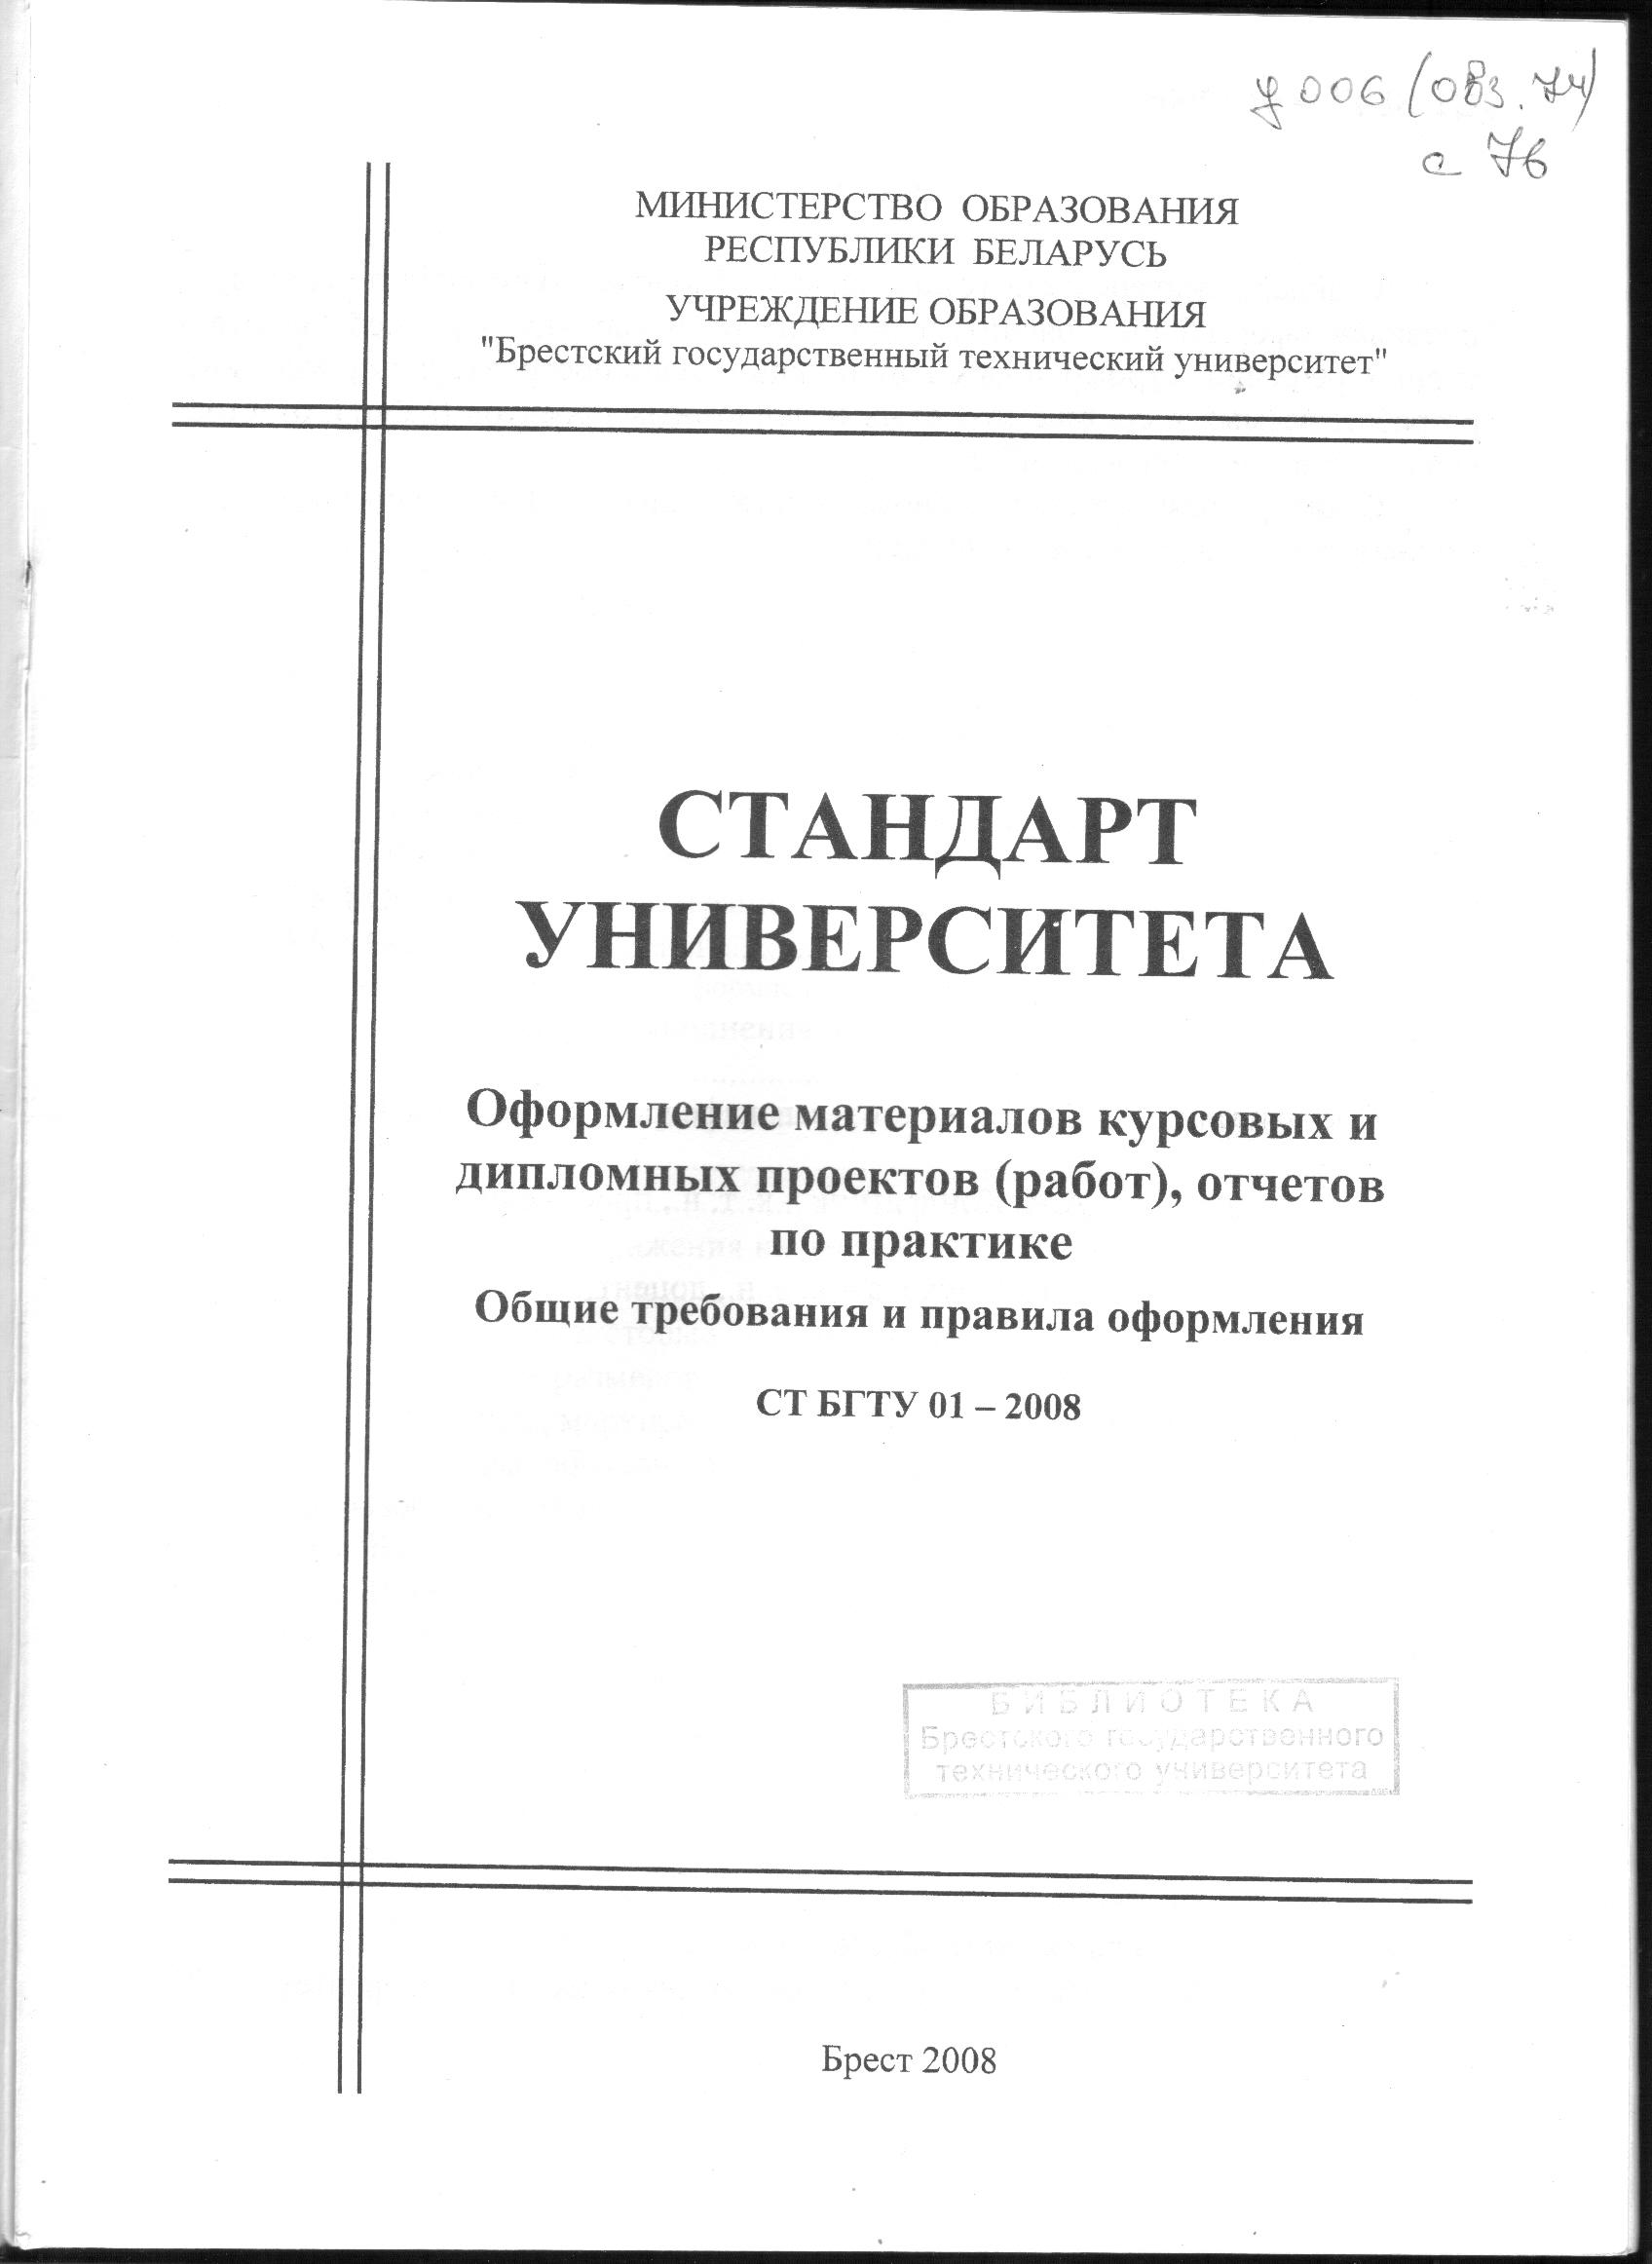 006
С 76
МИНИСТЕРСТВО ОБРАЗОВАНИЯ
РЕСПУБЛИКИ БЕЛАРУСЬ
УЧРЕЖДЕНИЕ ОБРАЗОВАНИЯ
"Брестский государственный технический университет"
СТАНДАРТ
УНИВЕРСИТЕТА
Оформление материалов курсовых и
дипломных проектов (работ), отчетов
по практике
Общие требования и правила оформления
СТ БГТУ 01 – 2008
БИБЛИОТЕКА
Брестского государственного
технического университета
Брест 2008